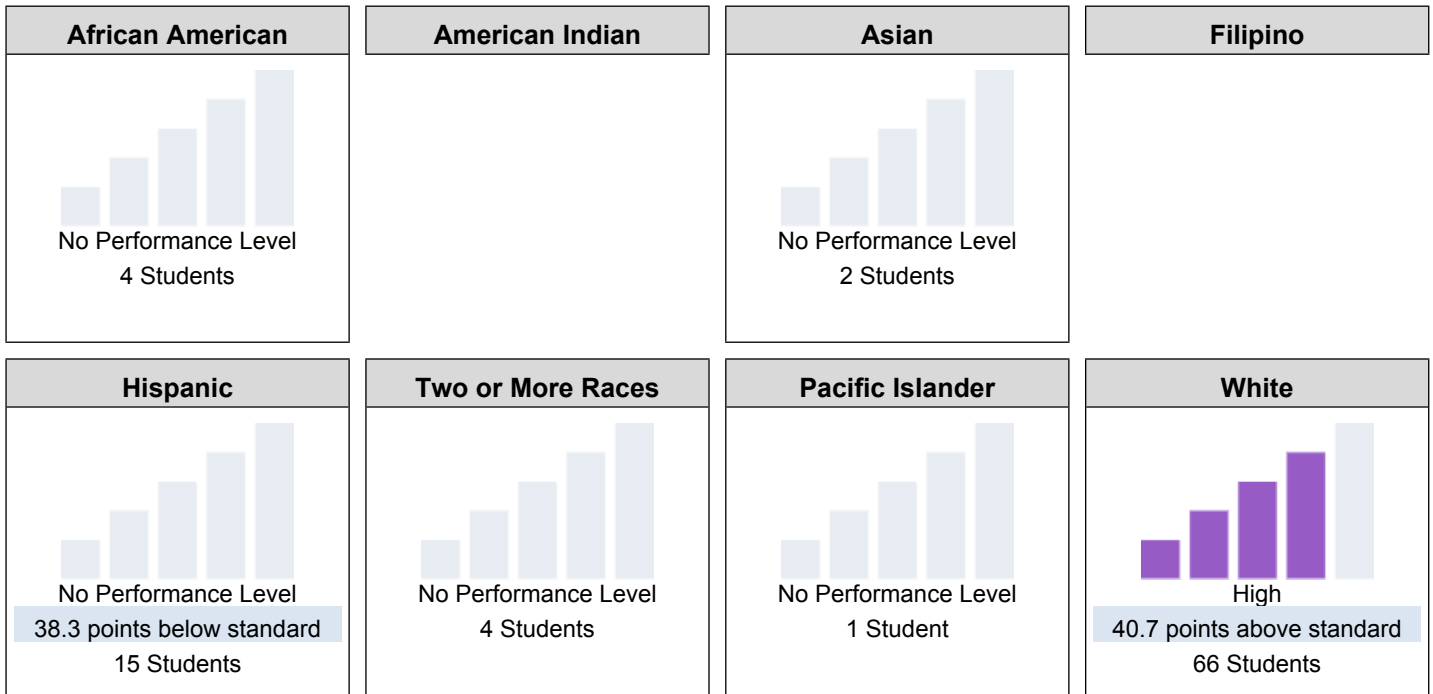 African American
American Indian
Asian
Filipino
No Performance Level
4 Students
No Performance Level
2 Students
Hispanic
Two or More Races
Pacific Islander
White
No Performance Level
38.3 points below standard
15 Students
No Performance Level
4 Students
No Performance Level
1 Student
High
40.7 points above standard
66 Students